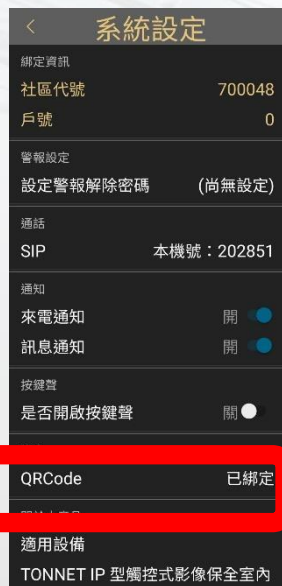 系統設定
綁定資訊
社區代號 700048
戶號 0
警報設定
設定警報解除密碼 (尚無設定)
通話
SIP 本機號：202851
通知
來電通知 開
訊息通知 開
按鍵聲
是否開啟按鍵聲 關
QRCode 已綁定
適用設備
TONNET IP 型觸控式影像保全室內